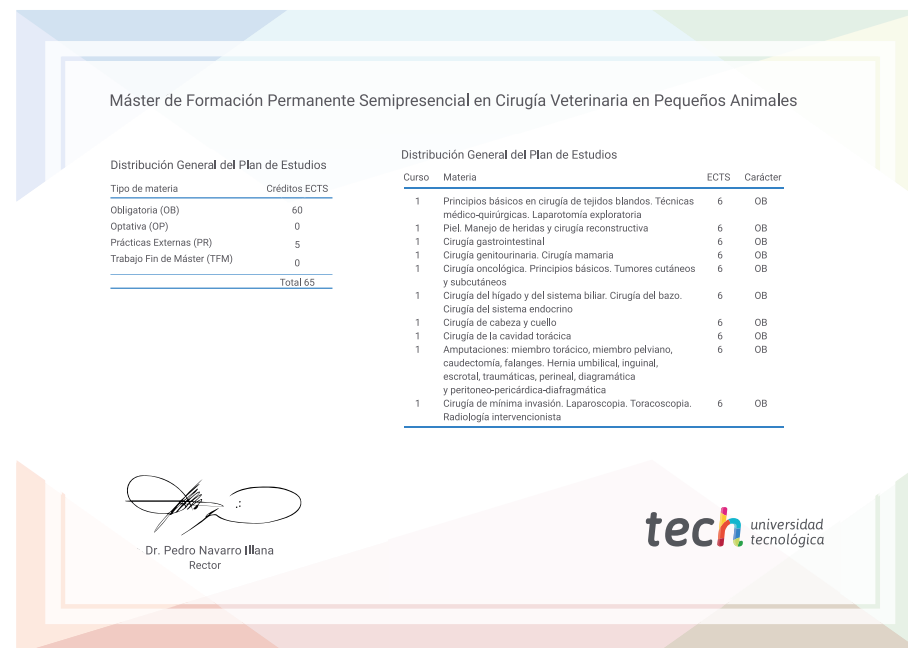 Máster de Formación Permanente Semipresencial en Cirugía Veterinaria en Pequeños Animales
Distribución General del Plan de Estudios
Tipo de materia Créditos ECTS
Obligatoria (OB) 60
Optativa (OP) 0
Prácticas Externas (PR) 5
Trabajo Fin de Máster (TFM) 0
Total 65
Distribución General del Plan de Estudios
Curso Materia ECTS Carácter
1 Principios básicos en cirugía de tejidos blandos. Técnicas 6 OB
médico-quirúrgicas. Laparotomía exploratoria
1 Piel. Manejo de heridas y cirugía reconstructiva 6 OB
1 Cirugía gastrointestinal 6 OB
1 Cirugía genitourinaria. Cirugía mamaria 6 OB
1 Cirugía oncológica. Principios básicos. Tumores cutáneos 6 OB
y subcutáneos
1 Cirugía del hígado y del sistema biliar. Cirugía del bazo. 6 OB
Cirugía del sistema endocrino
1 Cirugía de cabeza y cuello 6 OB
1 Cirugía de la cavidad torácica 6 OB
1 Amputaciones: miembro torácico, miembro pelviano, 6 OB
caudectomía, falanges. Hernia umbilical, inguinal,
escrotal, traumáticas, perineal, diagramática
y peritoneo-pericárdica-diafragmática
1 Cirugía de mínima invasión. Laparoscopia. Toracoscopia. 6 OB
Radiología intervencionista
Dr. Pedro Navarro Illana
Rector
tech universidad
tecnológica